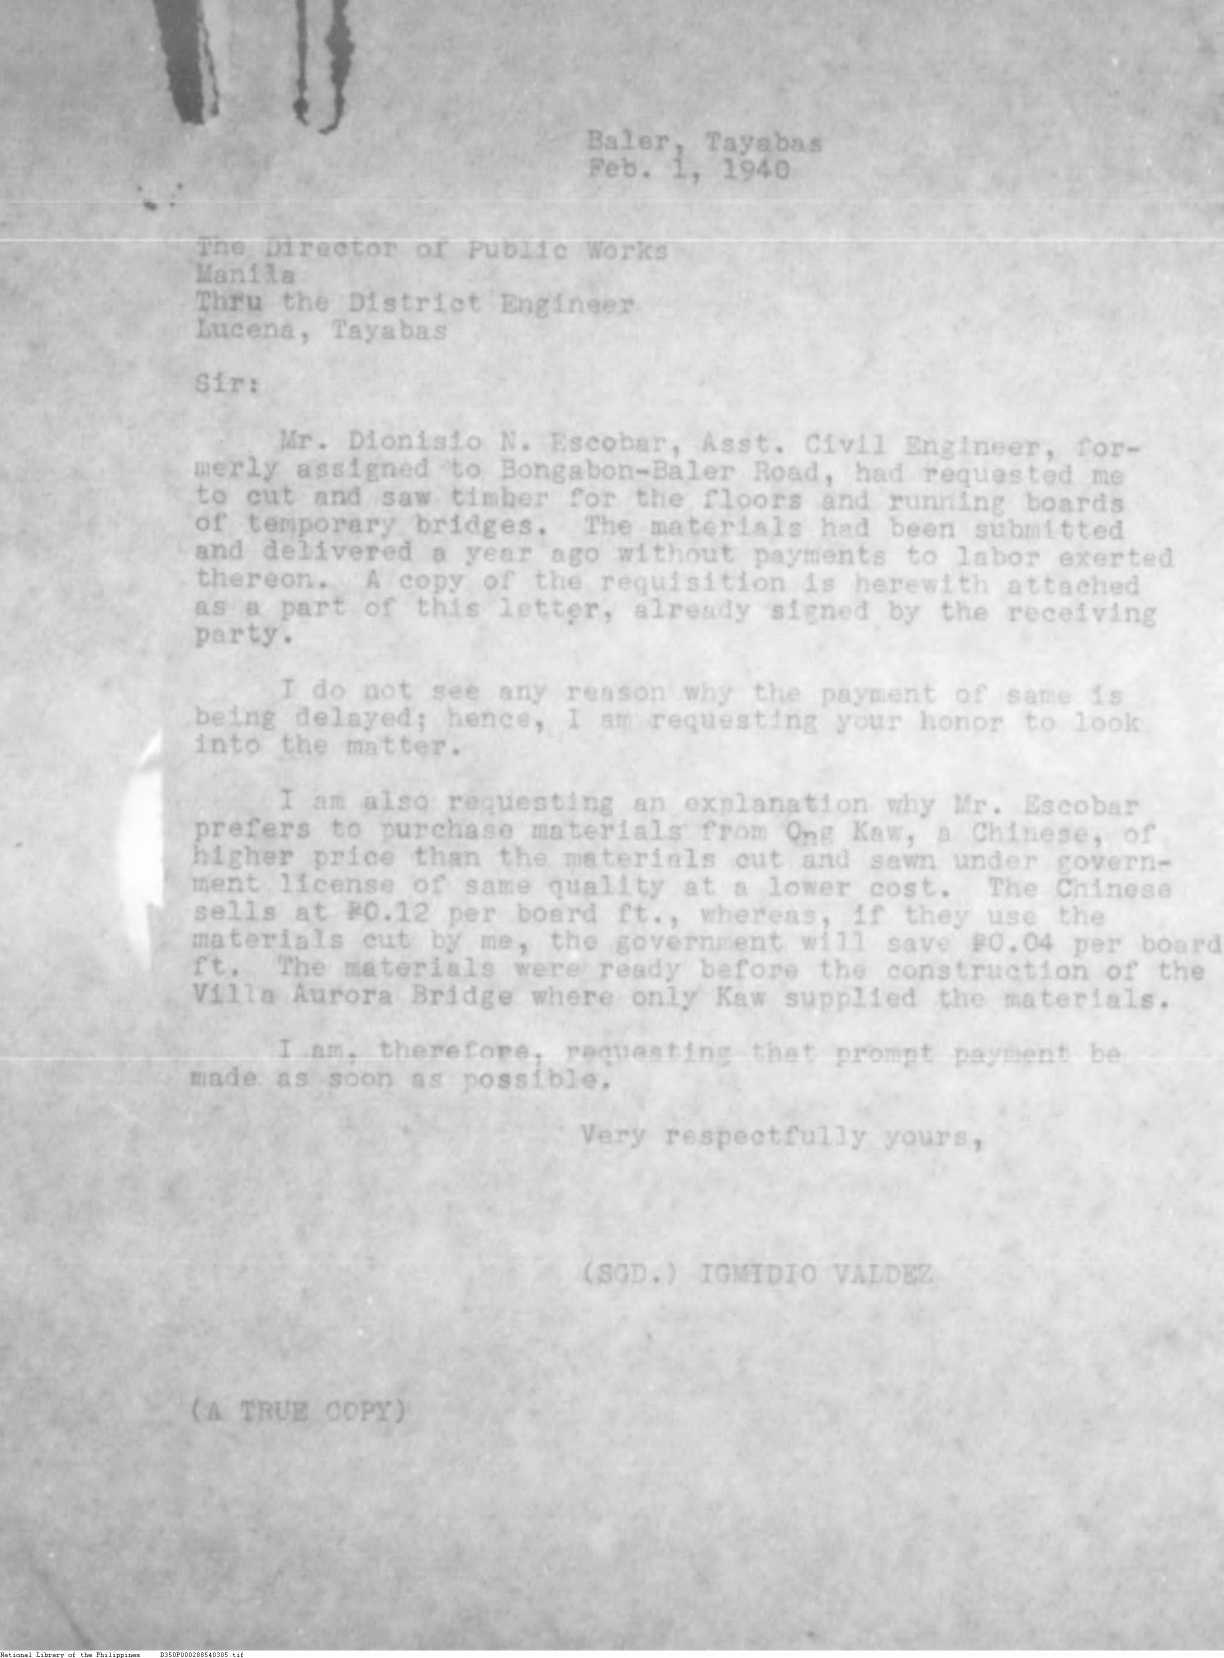 Baler, Tayabas
Feb. 1, 1940
The Director of Public Works
Manila
Thru the District Engineer
Lucena, Tayabas
Sir:
Mr. Dionisio N. Escobar, Asst. Civil Engineer, for-
merly assigned to Bongabon-Baler Road, had requested me
to cut and saw timber for the floors and running boards
of temporary bridges. The materials had been submitted
and delivered a year ago without payments to labor exerted
thereon. A copy of the requisition is herewith attached
as a part of this letter, already signed by the receiving
party.
I do not see any reason why the payment of same is
being delayed; hence, I am requesting your honor to look
into the matter.
I am also requesting an explanation why Mr. Escobar
prefers to purchase materials from Ong Kaw, a Chinese, of
higher price than the materials cut and sawn under govern-
ment license of same quality at a lower cost. The Chinese
sells at ₱0.12 per board ft., whereas, if they use the
materials cut by me, the government will save ₱0.04 per board
ft. The materials were ready before the construction of the
Villa Aurora Bridge where only Kaw supplied the materials.
I am, therefore, requesting that prompt payment be
made as soon as possible.
Very respectfully yours,
(SGD.) IGMIDIO VALDEZ
(A TRUE COPY)
National Library of the Philippines D350P000288540305.tif